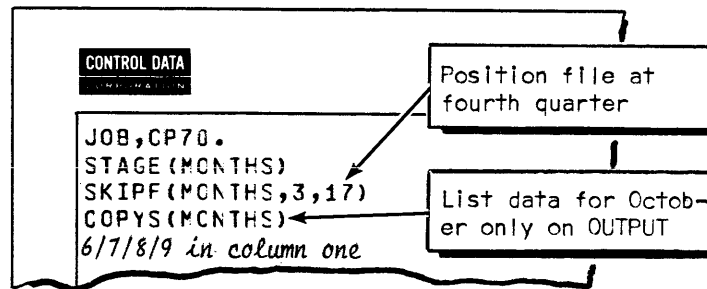 CONTROL DATA
CORPORATION
Position file at
fourth quarter
JOB,CP70.
STAGE(MONTHS)
SKIPF(MONTHS,3,17)
COPYS(MONTHS)
List data for Octob-
er only on OUTPUT
6/7/8/9 in column one